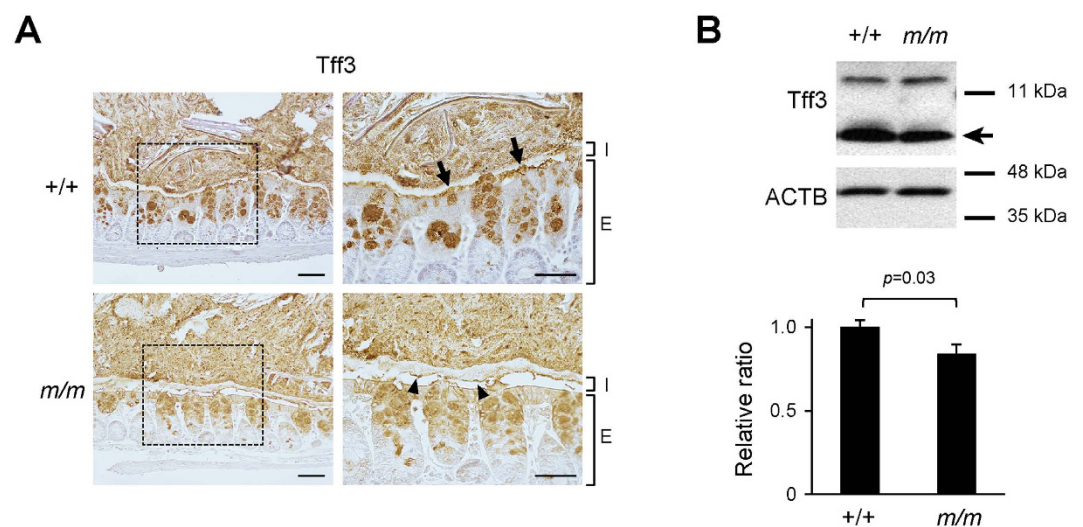 A
Tff3
+/+
I
E
m/m
I
E
B
+/+ m/m
Tff3
11 kDa
ACTB
48 kDa
35 kDa
p=0.03
Relative ratio
1.0
0.5
0
+/+ m/m